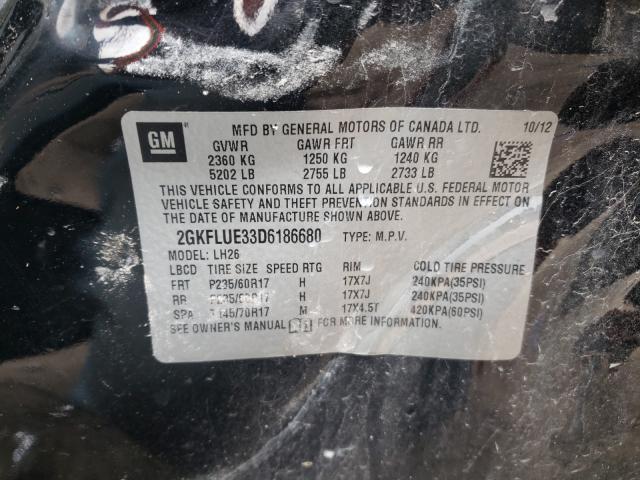 GM
MFD BY GENERAL MOTORS OF CANADA LTD. 10/12
GVWR GAWR FRT GAWR RR
2360 KG 1250 KG 1240 KG
5202 LB 2755 LB 2733 LB
THIS VEHICLE CONFORMS TO ALL APPLICABLE U.S. FEDERAL MOTOR
VEHICLE SAFETY AND THEFT PREVENTION STANDARDS IN EFFECT ON
THE DATE OF MANUFACTURE SHOWN ABOVE.
2GKFLUE33D6186680 TYPE: M.P.V.
MODEL: LH26
LBCD TIRE SIZE SPEED RTG RIM COLD TIRE PRESSURE
FRT P235/60R17 H 17X7J 240KPA(35PSI)
RR P235/60R17 H 17X7J 240KPA(35PSI)
SPA T145/70R17 M 17X4.5T 420KPA(60PSI)
SEE OWNER'S MANUAL FOR MORE INFORMATION.